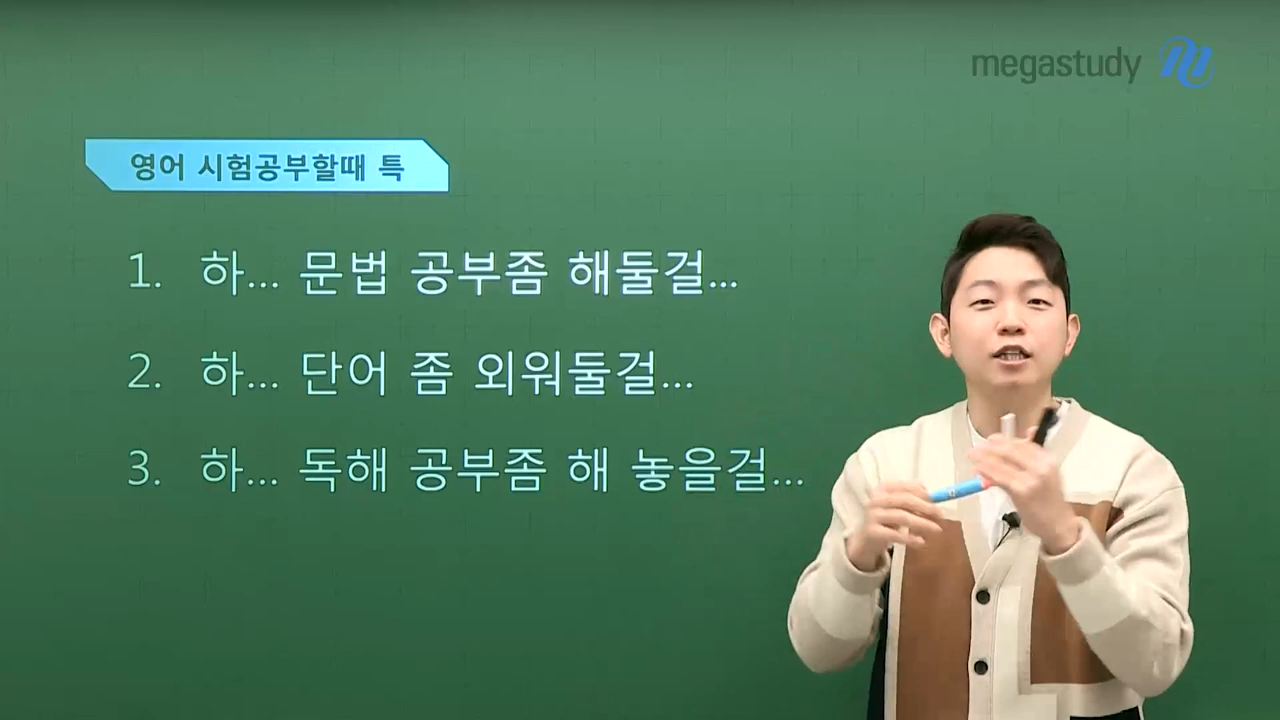 megastudy
영어 시험공부할때 특
1. 하... 문법 공부좀 해둘걸...
2. 하... 단어 좀 외워둘걸...
3. 하... 독해 공부좀 해 놓을걸...